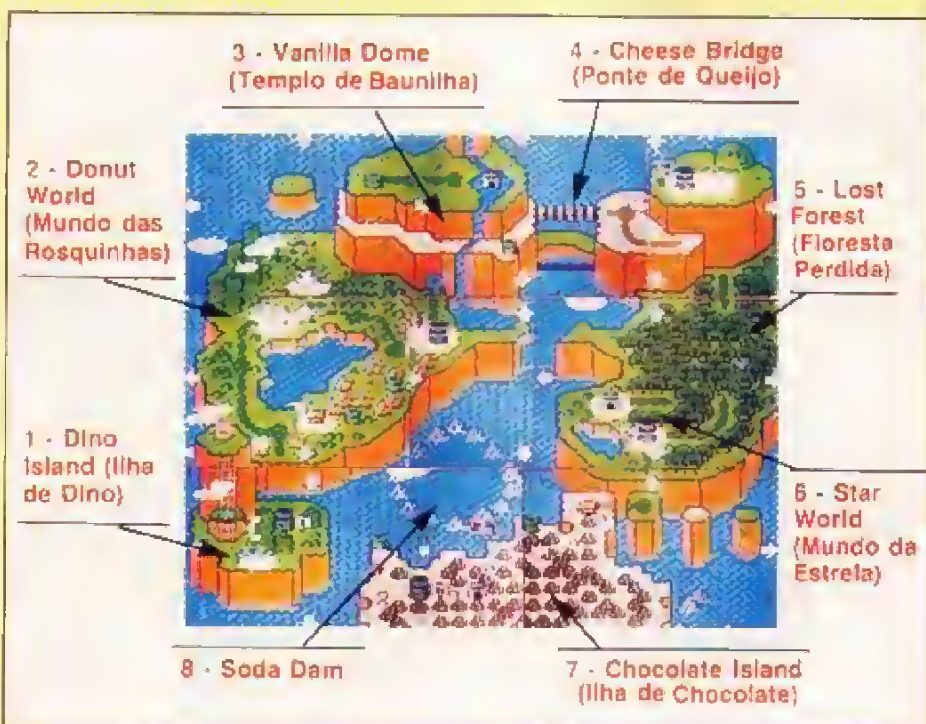 3 - Vanilla Dome
(Templo de Baunilha)
4 - Cheese Bridge
(Ponte de Queijo)
2 - Donut
World
(Mundo das
Rosquinhas)
5 - Lost
Forest
(Floresta
Perdida)
1 - Dino
Island (Ilha
de Dino)
6 - Star
World
(Mundo da
Estrela)
8 - Soda Dam
7 - Chocolate Island
(Ilha de Chocolate)